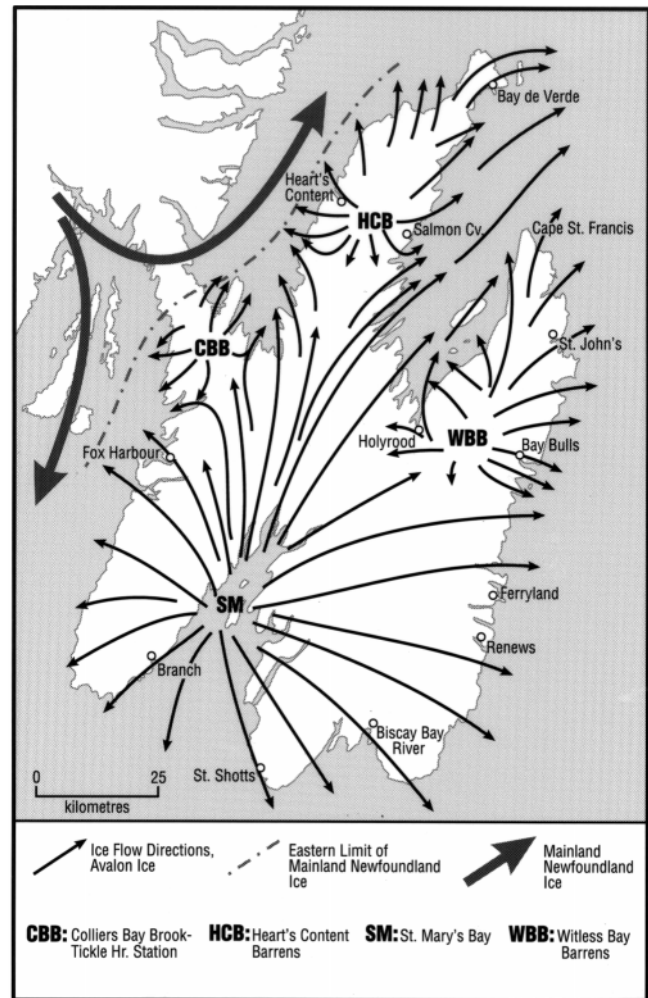 Bay de Verde
Heart's
Content
HCB
Salmon Cv.
Cape St. Francis
CBB
St. John's
Holyrood
WBB
Bay Bulls
Fox Harbour
SM
Ferryland
Renews
Branch
Biscay Bay
River
St. Shotts
0 25
kilometres
Ice Flow Directions,
Avalon Ice
Eastern Limit of
Mainland Newfoundland
Ice
Mainland
Newfoundland
Ice
CBB: Colliers Bay Brook-
Tickle Hr. Station
HCB: Heart's Content
Barrens
SM: St. Mary's Bay
WBB: Witless Bay
Barrens